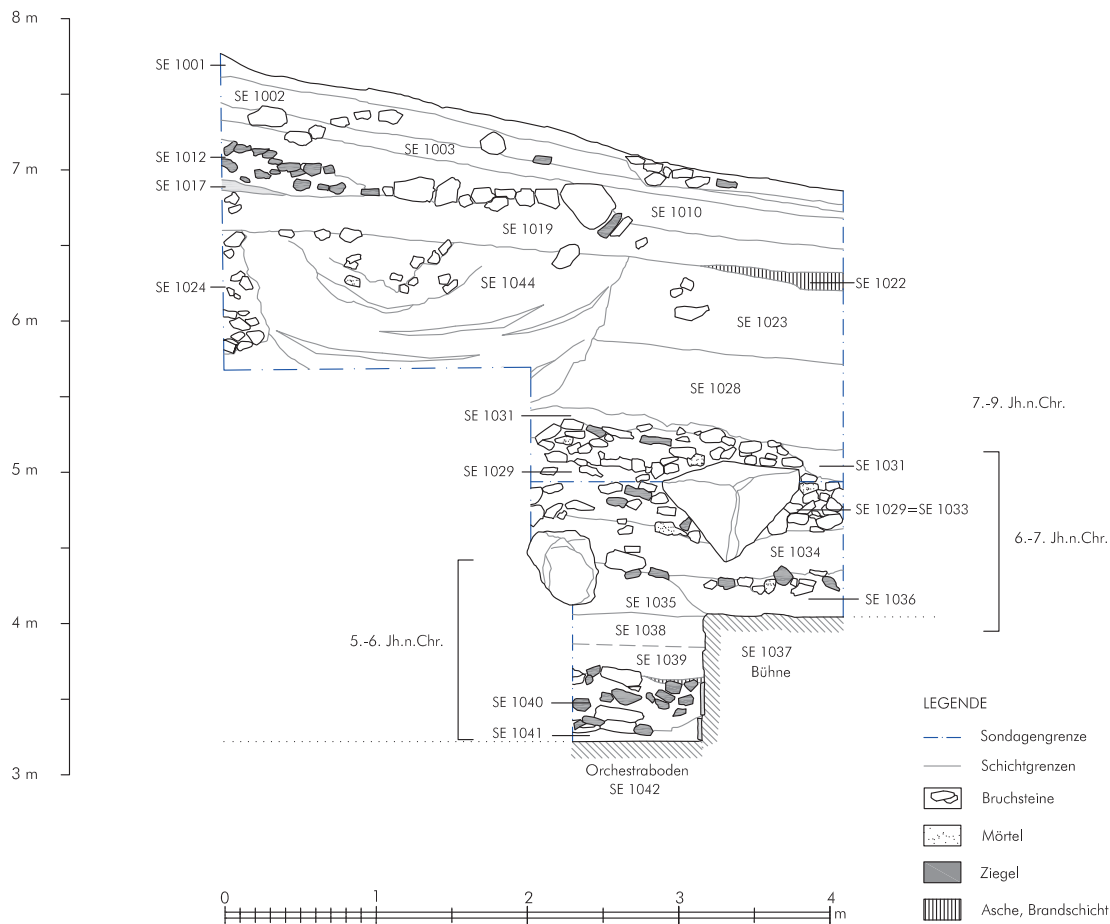 8 m
7 m
6 m
5 m
4 m
3 m
SE 1001
SE 1002
SE 1003
SE 1012
SE 1017
SE 1010
SE 1019
SE 1024
SE 1044
SE 1022
SE 1023
SE 1028
7.-9. Jh.n.Chr.
SE 1031
SE 1029
SE 1031
SE 1029=SE 1033
6.-7. Jh.n.Chr.
SE 1034
SE 1035
SE 1036
5.-6. Jh.n.Chr.
SE 1038
SE 1039
SE 1037
Bühne
SE 1040
SE 1041
Orchestraboden
SE 1042
LEGENDE
Sondagengrenze
Schichtgrenzen
Bruchsteine
Mörtel
Ziegel
Asche, Brandschicht
0 1 2 3 4
m